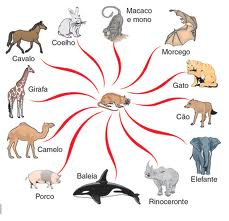 Macaco
e mono
Coelho
Morcego
Cavalo
Gato
Girafa
Cão
Camelo
Elefante
Baleia
Porco
Rinoceronte